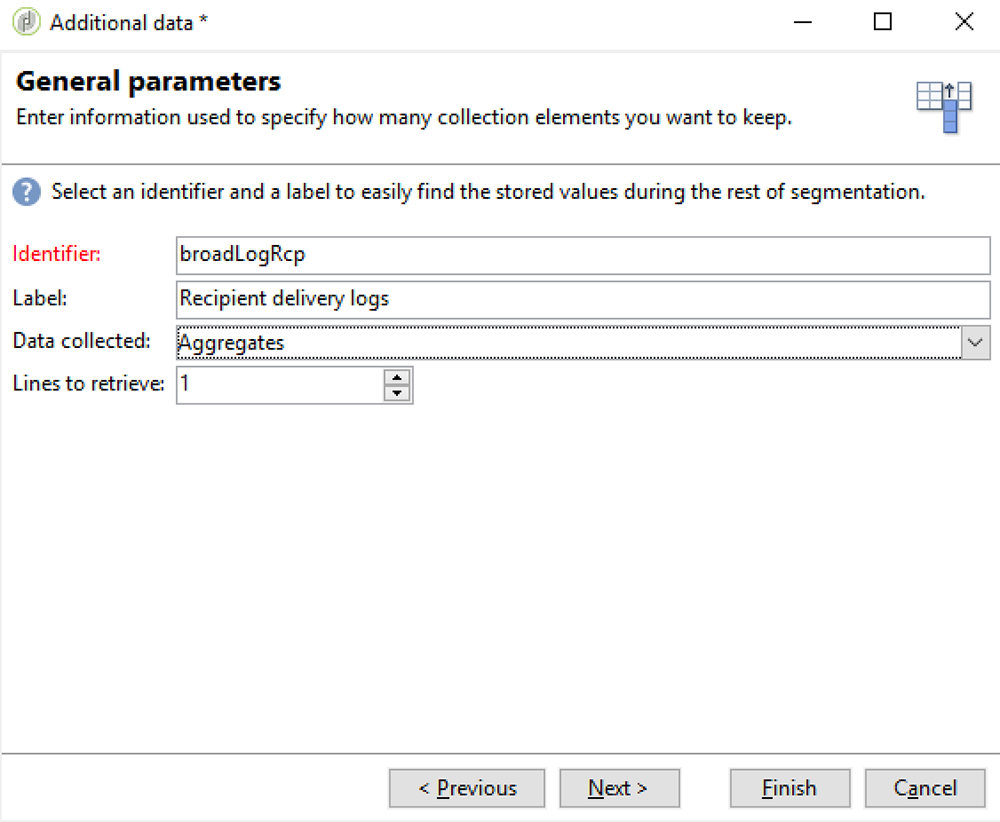 Additional data *
General parameters
Enter information used to specify how many collection elements you want to keep.
? Select an identifier and a label to easily find the stored values during the rest of segmentation.
Identifier: broadLogRcp
Label: Recipient delivery logs
Data collected: Aggregates
Lines to retrieve: 1
< Previous Next > Finish Cancel